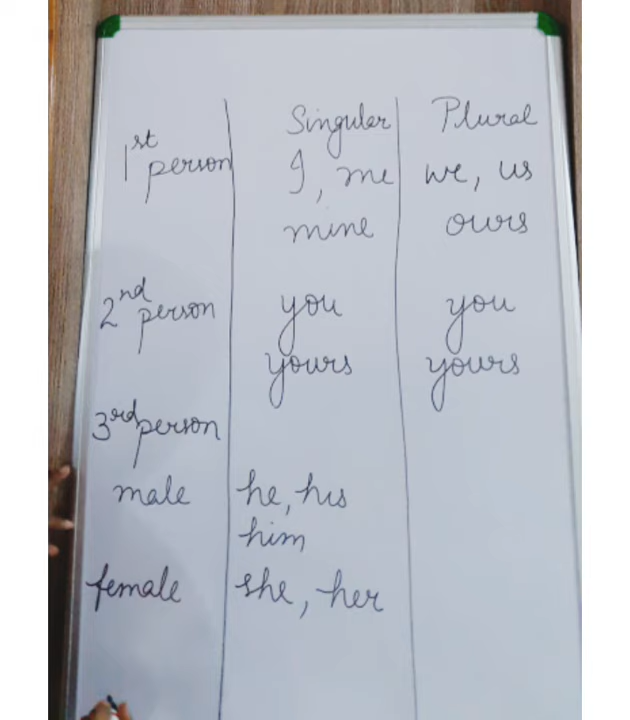 Singular Plural
1st person I, me we, us
mine ours
2nd person you you
yours yours
3rd person
male he, his
him
female she, her